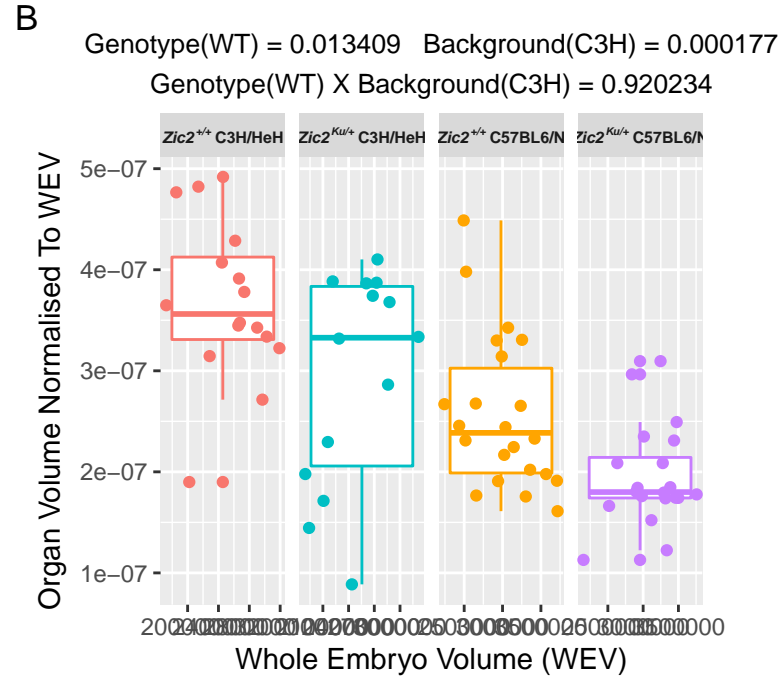 B
Genotype(WT) = 0.013409 Background(C3H) = 0.000177
Genotype(WT) X Background(C3H) = 0.920234
Zic2+/+ C3H/HeH Zic2Ku/+ C3H/HeH Zic2+/+ C57BL6/N Zic2Ku/+ C57BL6/N
Organ Volume Normalised To WEV
5e−07
4e−07
3e−07
2e−07
1e−07
Whole Embryo Volume (WEV)